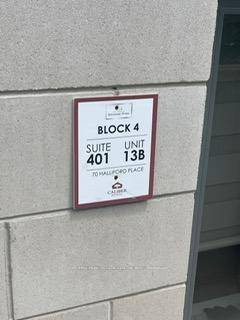 BLOCK 4
SUITE UNIT
401 13B
70 HALLIFORD PLACE
CALIBER